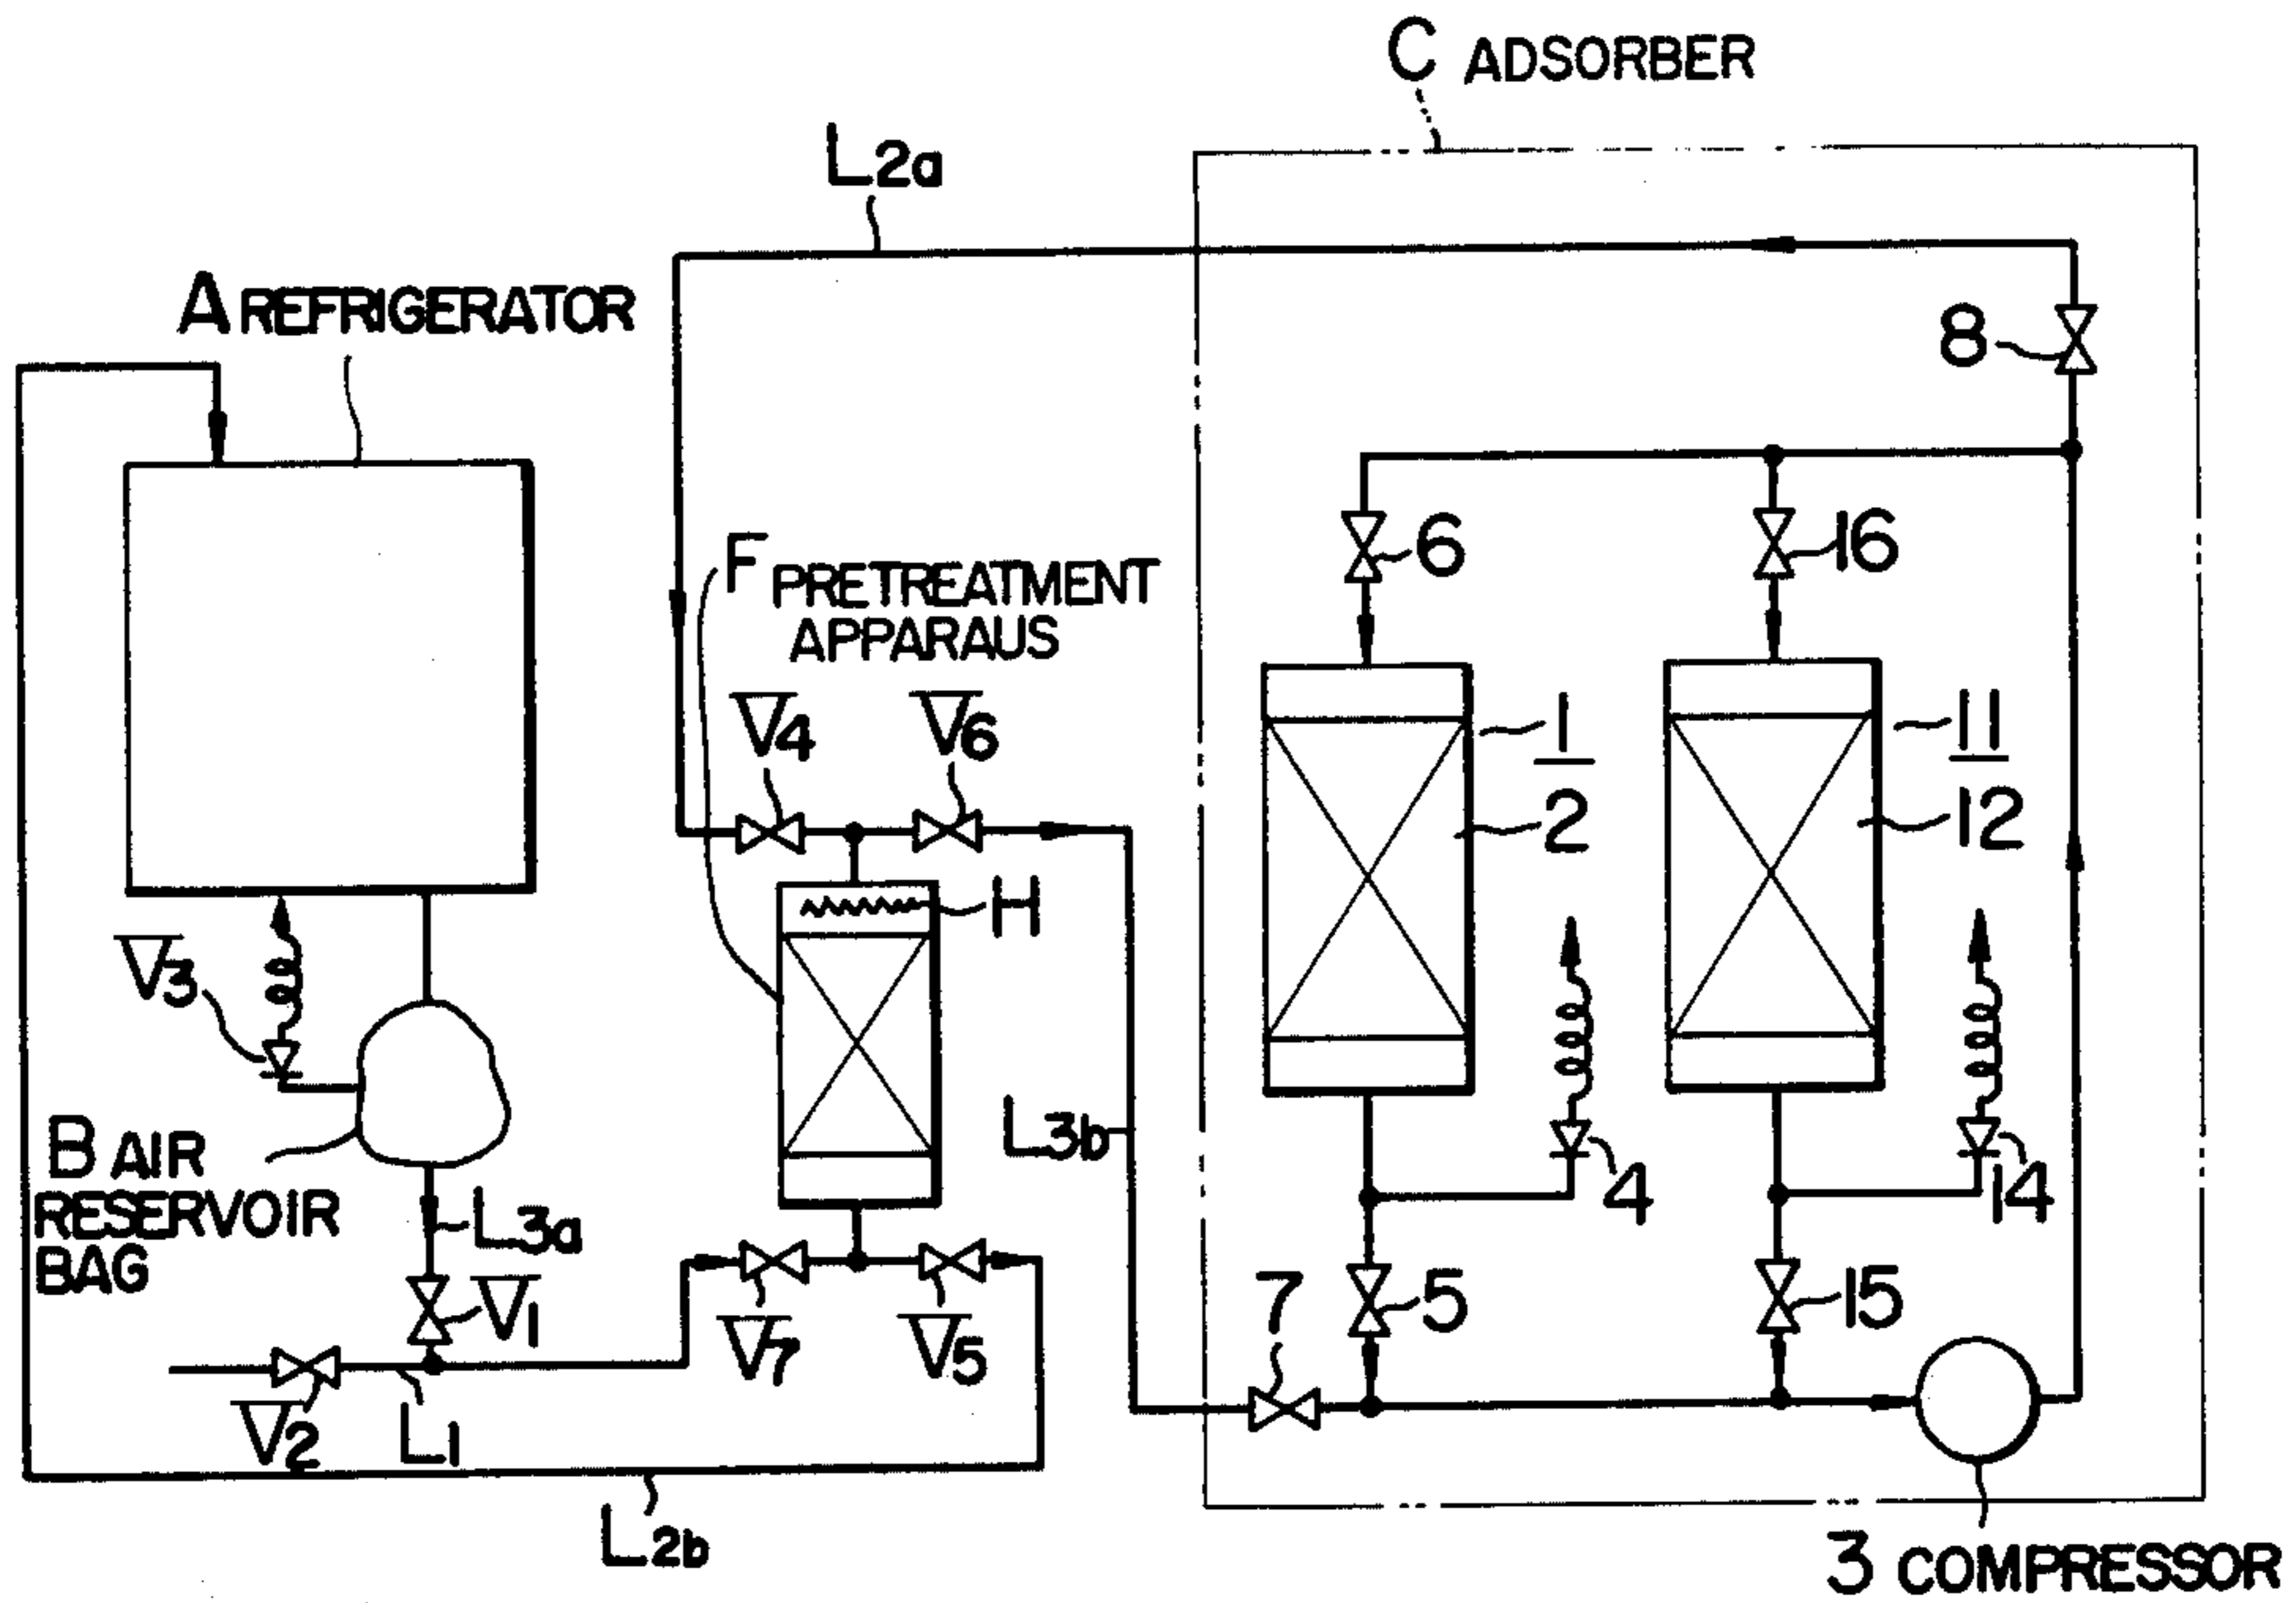 C ADSORBER
L2a
A REFRIGERATOR
8
F PRETREATMENT
APPARAUS
6
16
V4
V6
1
11
2
12
H
V3
B AIR
RESERVOIR
BAG
L3b
4
14
L3a
V1
V7
V5
7
5
15
V2
L1
L2b
3 COMPRESSOR